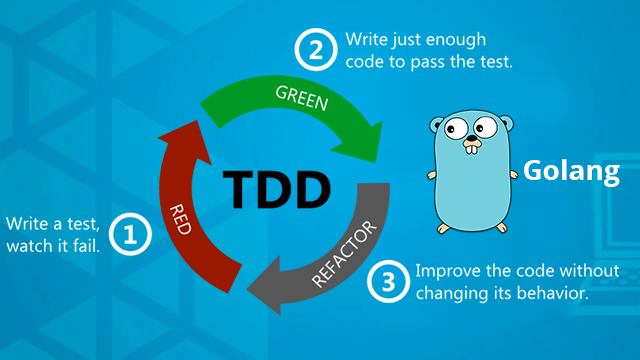 2
Write just enough
code to pass the test.
GREEN
TDD
Golang
RED
1
Write a test,
watch it fail.
REFACTOR
3
Improve the code without
changing its behavior.